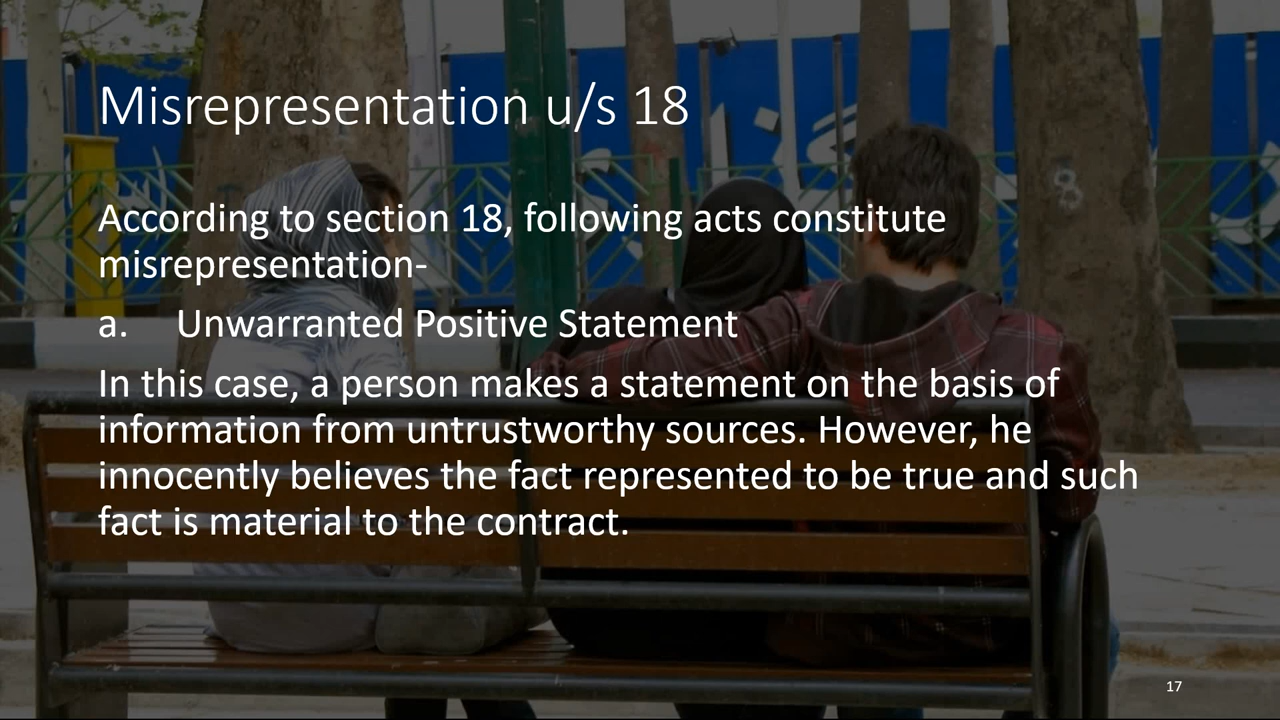 Misrepresentation u/s 18
According to section 18, following acts constitute
misrepresentation-
a. Unwarranted Positive Statement
In this case, a person makes a statement on the basis of
information from untrustworthy sources. However, he
innocently believes the fact represented to be true and such
fact is material to the contract.
17